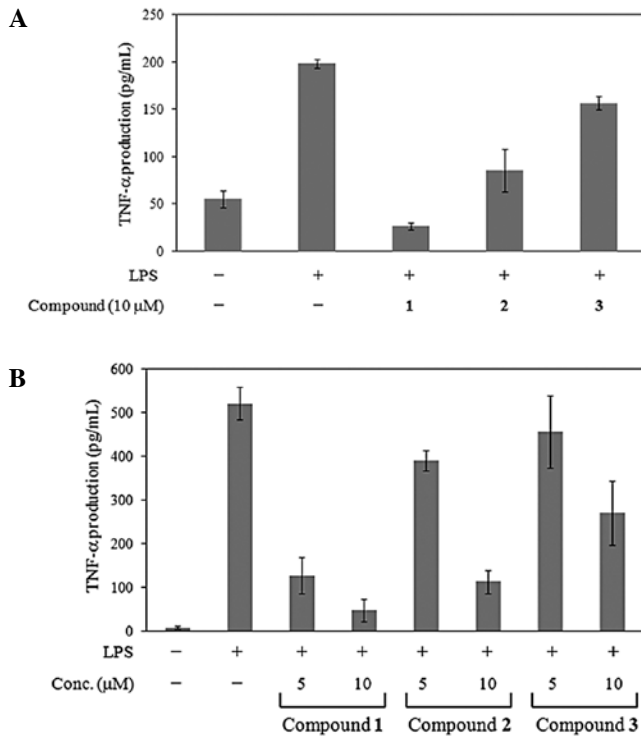 A
250
200
150
100
50
0
TNF-α production (pg/mL)
LPS − + + + +
Compound (10 μM) − − 1 2 3
B
600
500
400
300
200
100
0
TNF-α production (pg/mL)
LPS − + + + + + + +
Conc. (μM) − − 5 10 5 10 5 10
Compound 1 Compound 2 Compound 3